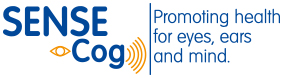 SENSE
Cog
Promoting health
for eyes, ears
and mind.